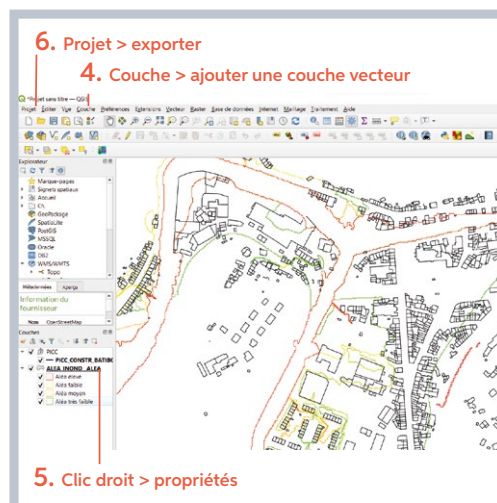 6. Projet > exporter
4. Couche > ajouter une couche vecteur
*Projet sans titre — QGIS
Projet Éditer Vue Couche Préférences Extensions Vecteur Raster Base de données Internet Maillage Traitement Aide
Explorateur
Marque-pages
Signets spatiaux
Accueil
C:\
GeoPackage
SpatiaLite
PostGIS
MSSQL
Oracle
DB2
WMS/WMTS
Topo
Métadonnées Aperçu
Information du
fournisseur
Nom OpenStreetMap
Couches
PICC
PICC_CONSTR_BATIB
ALEA_INOND_ALEA
Aléa élevé
Aléa faible
Aléa moyen
Aléa très faible
5. Clic droit > propriétés